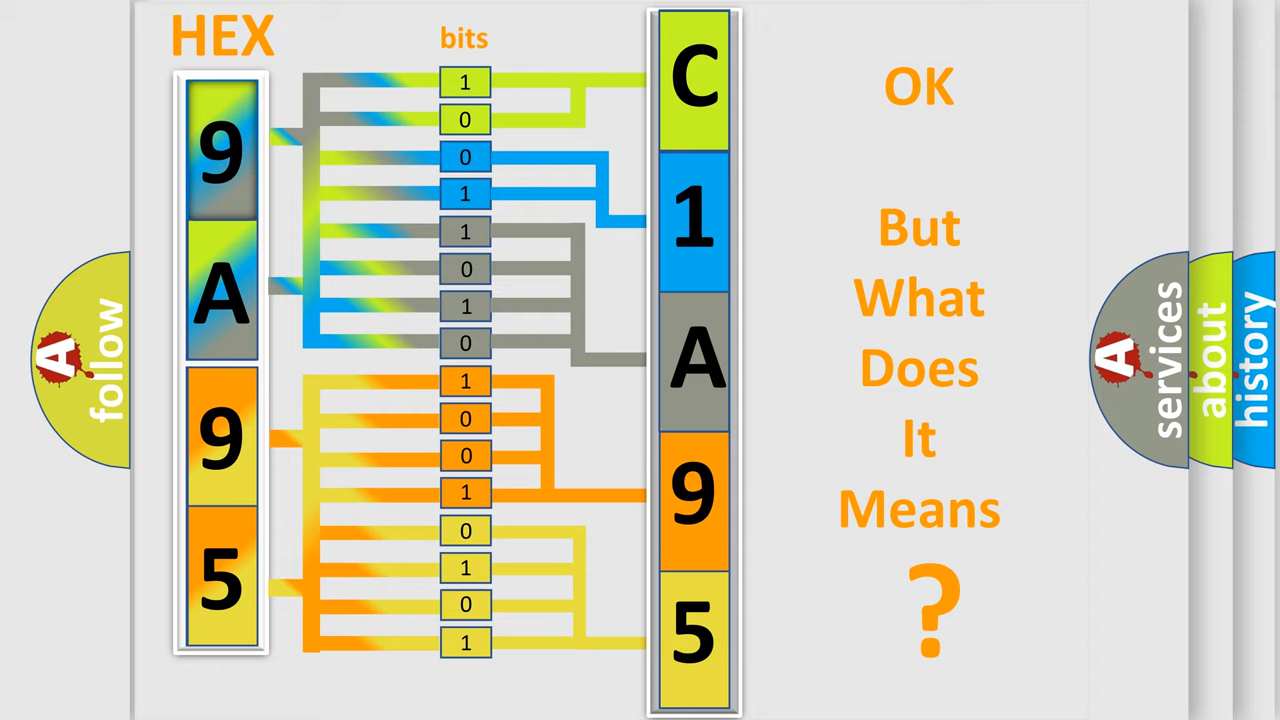 HEX
bits
9
A
9
5
1
0
0
1
1
0
1
0
1
0
0
1
0
1
0
1
C
1
A
9
5
OK
But
What
Does
It
Means
?
A
follow
A
services
about
history